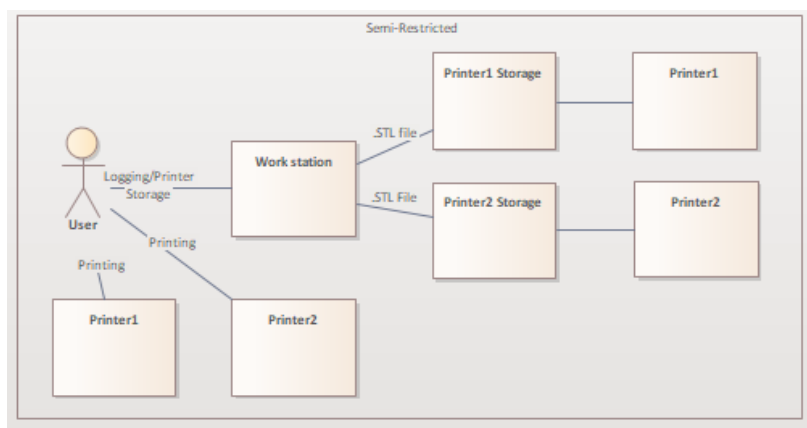 Semi-Restricted
Printer1 Storage
Printer1
.STL file
Work station
Logging/Printer
Storage
.STL File
Printer2 Storage
Printer2
User
Printing
Printing
Printer1
Printer2